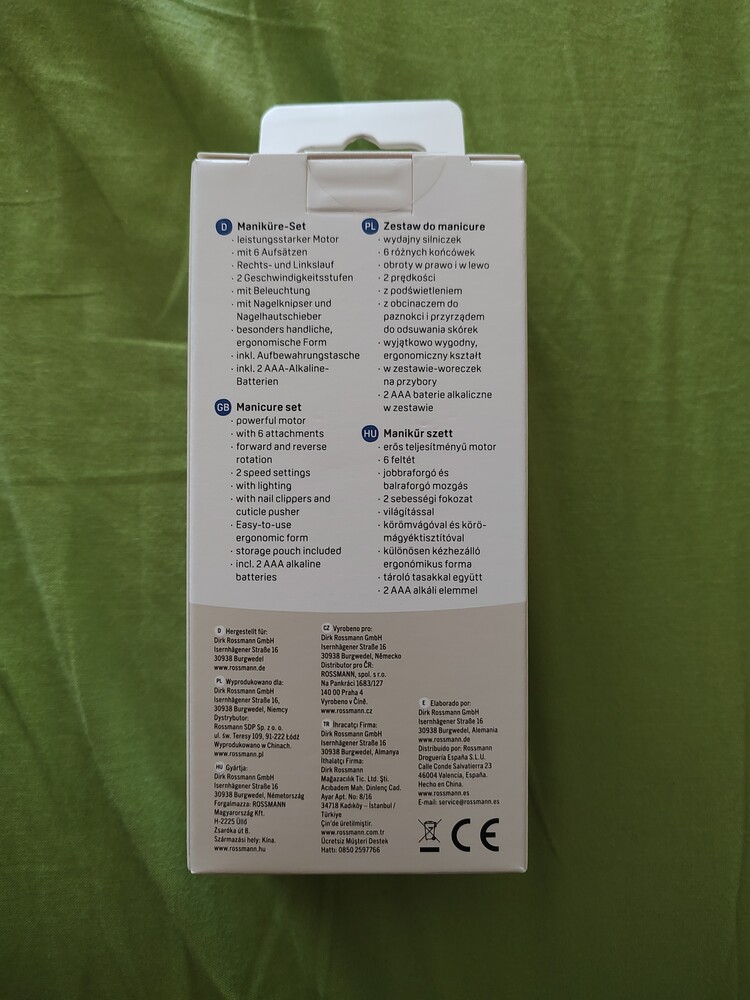 D Maniküre-Set
· leistungsstarker Motor
· mit 6 Aufsätzen
· Rechts- und Linkslauf
· 2 Geschwindigkeitsstufen
· mit Beleuchtung
· mit Nagelknipser und
Nagelhautschieber
· besonders handliche,
ergonomische Form
· inkl. Aufbewahrungstasche
· inkl. 2 AAA-Alkaline-
Batterien
GB Manicure set
· powerful motor
· with 6 attachments
· forward and reverse
rotation
· 2 speed settings
· with lighting
· with nail clippers and
cuticle pusher
· Easy-to-use
ergonomic form
· storage pouch included
· incl. 2 AAA alkaline
batteries
PL Zestaw do manicure
· wydajny silniczek
· 6 różnych końcówek
· obroty w prawo i w lewo
· 2 prędkości
· z podświetleniem
· z obcinaczem do
paznokci i przyrządem
do odsuwania skórek
· wyjątkowo wygodny,
ergonomiczny kształt
· w zestawie-woreczek
na przybory
· 2 AAA baterie alkaliczne
w zestawie
HU Manikűr szett
· erős teljesítményű motor
· 6 feltét
· jobbraforgó és
balraforgó mozgás
· 2 sebességi fokozat
· világítással
· körömvágóval és körö-
mágyéktisztítóval
· különösen kézhezálló
ergonómikus forma
· tároló tasakkal együtt
· 2 AAA alkáli elemmel
D Hergestellt für:
Dirk Rossmann GmbH
Isernhägener Straße 16
30938 Burgwedel
www.rossmann.de
PL Wyprodukowano dla:
Dirk Rossmann GmbH
Isernhägener Straße 16,
30938 Burgwedel, Niemcy
Dystrybutor:
Rossmann SDP Sp. z o. o.
ul. św. Teresy 109, 91-222 Łódź
Wyprodukowano w Chinach.
www.rossmann.pl
HU Gyártja:
Dirk Rossmann GmbH
Isernhägener Straße 16
30938 Burgwedel, Németország
Forgalmazza: ROSSMANN
Magyarország Kft.
H-2225 Üllő
Zsaróka út 8.
Származási hely: Kína.
www.rossmann.hu
CZ Vyrobeno pro:
Dirk Rossmann GmbH
Isernhägener Straße 16
30938 Burgwedel, Německo
Distributor pro ČR:
ROSSMANN, spol. s r.o.
Na Pankráci 1683/127
140 00 Praha 4
Vyrobeno v Číně.
www.rossmann.cz
TR İhracatçı Firma:
Dirk Rossmann GmbH
Isernhägener Straße 16
30938 Burgwedel, Almanya
İthalatçı Firma:
Dirk Rossmann
Mağazacılık Tic. Ltd. Şti.
Acıbadem Mah. Dinlenç Cad.
Ayar Apt. No: 8/16
34718 Kadıköy – İstanbul /
Türkiye
Çin'de üretilmiştir.
www.rossmann.com.tr
Ücretsiz Müşteri Destek
Hattı: 0850 2597766
E Elaborado por:
Dirk Rossmann GmbH
Isernhägener Straße 16
30938 Burgwedel, Alemania
www.rossmann.de
Distribuido por: Rossmann
Droguería España S.L.U.
Calle Conde Salvatierra 23
46004 Valencia, España.
Hecho en China.
www.rossmann.es
E-mail: service@rossmann.es
CE